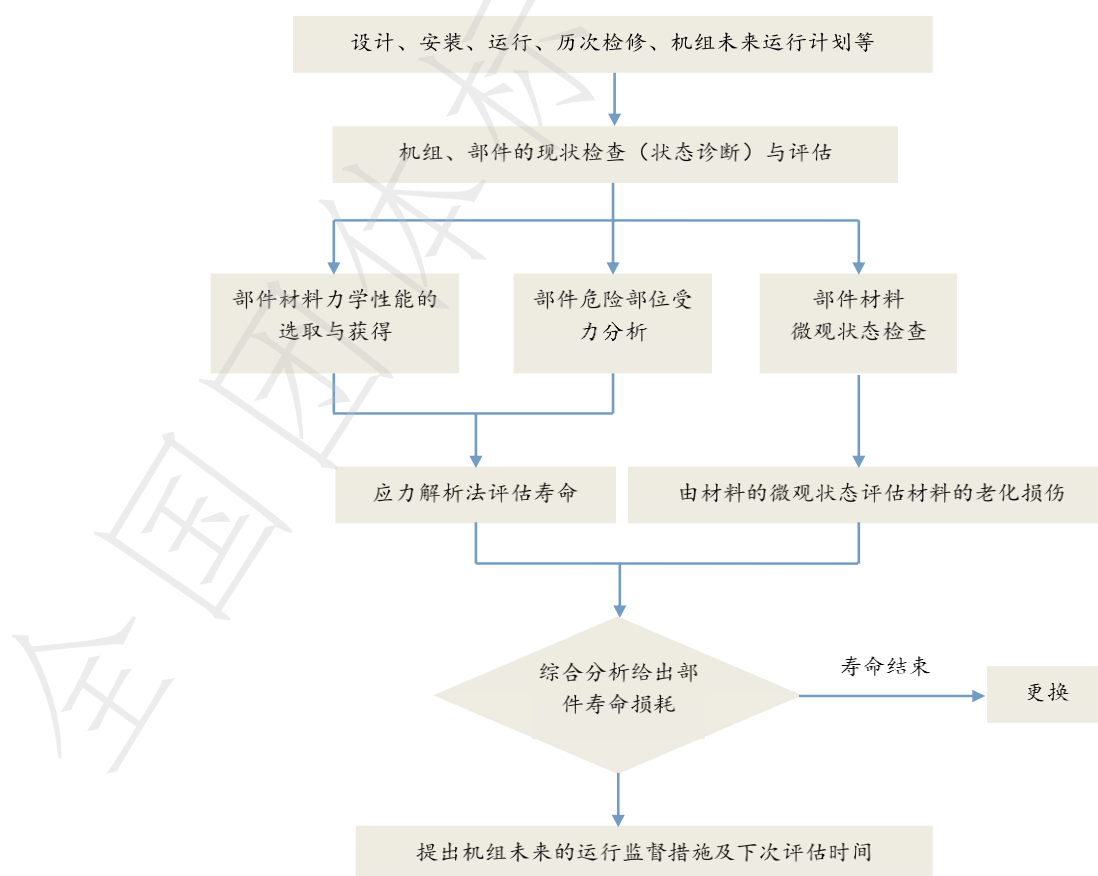 设计、安装、运行、历次检修、机组未来运行计划等
机组、部件的现状检查（状态诊断）与评估
部件材料力学性能的
选取与获得
部件危险部位受
力分析
部件材料
微观状态检查
应力解析法评估寿命
由材料的微观状态评估材料的老化损伤
综合分析给出部
件寿命损耗
寿命结束
更换
提出机组未来的运行监督措施及下次评估时间
全国团体标